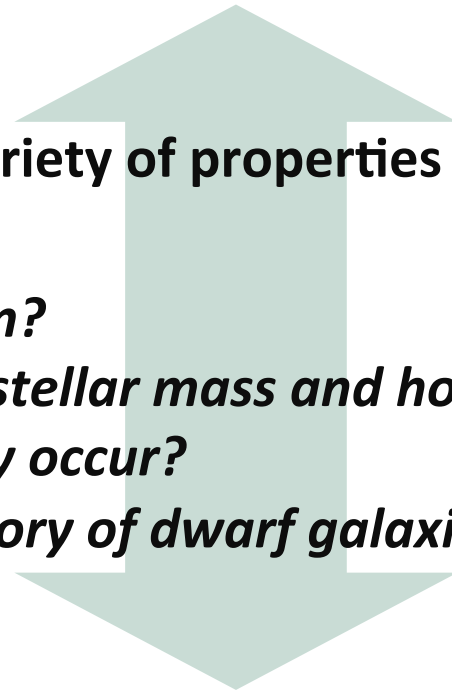 riety of properties
n?
stellar mass and ho
y occur?
ory of dwarf galaxi